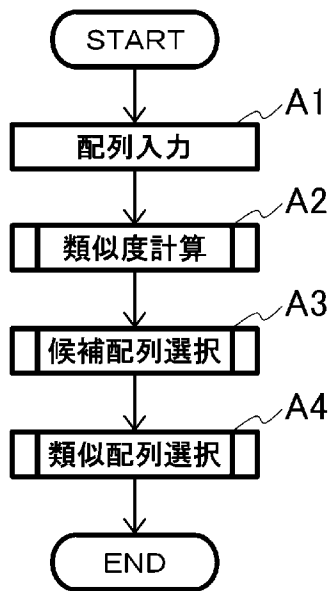 START
A1
配列入力
A2
類似度計算
A3
候補配列選択
A4
類似配列選択
END